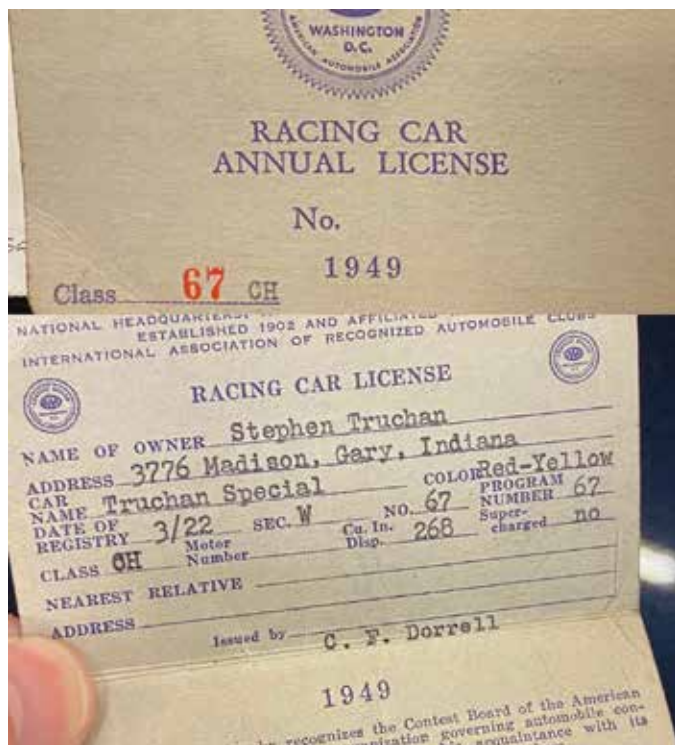 WASHINGTON
D.C.
AMERICAN AUTOMOBILE ASSOCIATION
RACING CAR
ANNUAL LICENSE
No.
1949
Class 67 CH
NATIONAL HEADQUARTERS
ESTABLISHED 1902 AND AFFILIATED
INTERNATIONAL ASSOCIATION OF RECOGNIZED AUTOMOBILE CLUBS
RACING CAR LICENSE
NAME OF OWNER Stephen Truchan
ADDRESS 3776 Madison, Gary, Indiana
CAR NAME Truchan Special COLOR Red-Yellow
DATE OF REGISTRY 3/22 SEC. W NO. 67 PROGRAM NUMBER 67
CLASS CH Motor Number Cu. In. Disp. 268 Super-charged no
NEAREST RELATIVE
ADDRESS
Issued by C. F. Dorrell
1949
recognizes the Contest Board of the American
organization governing automobile con-
acquaintance with its